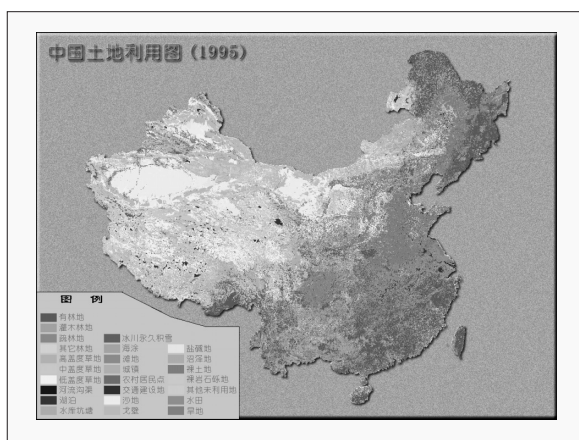 中国土地利用图 (1995)
图 例
有林地
灌木林地
疏林地
其它林地
高盖度草地
中盖度草地
低盖度草地
河流沟渠
湖泊
水库坑塘
冰川永久积雪
海涂
滩地
城镇
农村居民点
交通建设地
沙地
戈壁
盐碱地
沼泽地
裸土地
裸岩石砾地
其他未利用地
水田
旱地